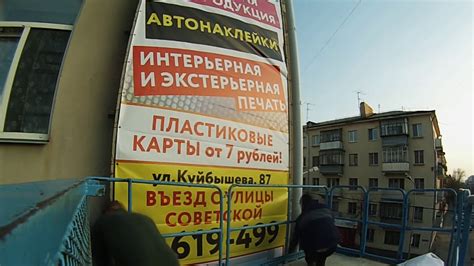 ПРОДУКЦИЯ
АВТОНАКЛЕЙКИ
ИНТЕРЬЕРНАЯ
И ЭКСТЕРЬЕРНАЯ
ПЕЧАТЬ
ПЛАСТИКОВЫЕ
КАРТЫ от 7 рублей!
ул.Куйбышева, 87
ВЪЕЗД С УЛИЦЫ
СОВЕТСКОЙ
619-499